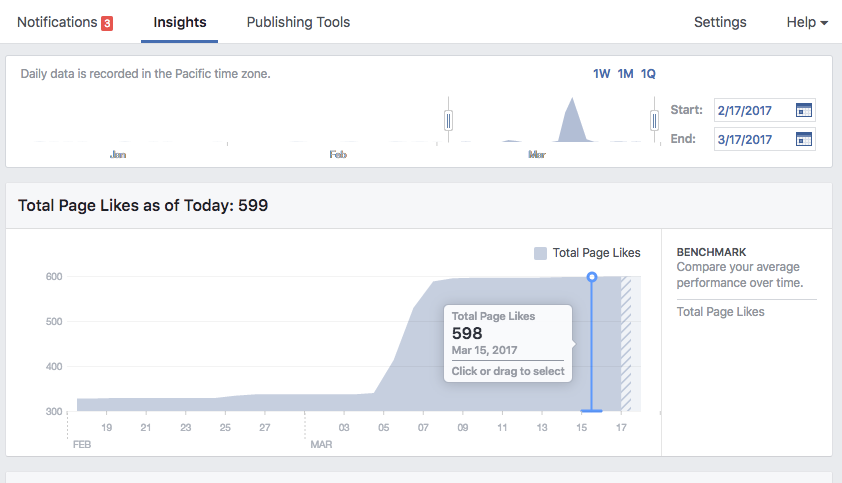 Notifications 3 Insights Publishing Tools Settings Help
Daily data is recorded in the Pacific time zone.
1W 1M 1Q
Start: 2/17/2017
End: 3/17/2017
Jan Feb Mar
Total Page Likes as of Today: 599
Total Page Likes
BENCHMARK
Compare your average
performance over time.
Total Page Likes
600
500
400
300
Total Page Likes
598
Mar 15, 2017
Click or drag to select
19 21 23 25 27 03 05 07 09 11 13 15 17
FEB MAR